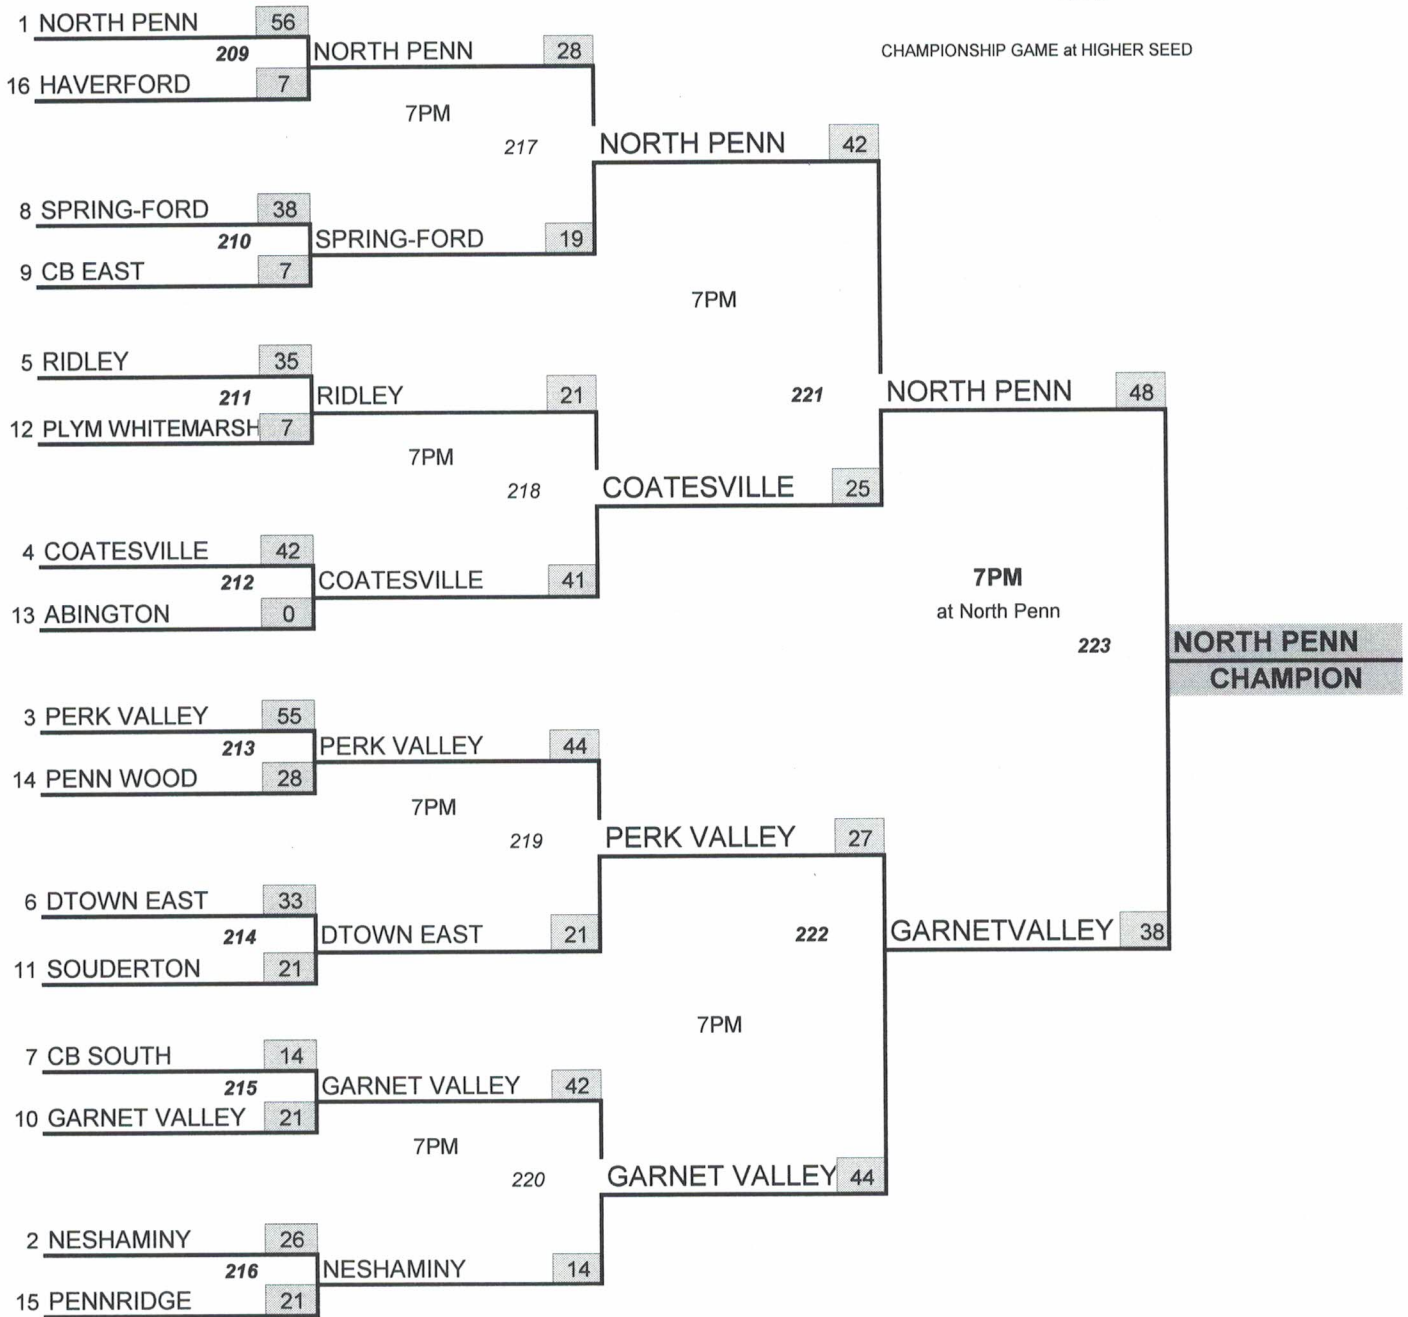 1 NORTH PENN 56
209
16 HAVERFORD 7
NORTH PENN 28
7PM
217
8 SPRING-FORD 38
210
9 CB EAST 7
SPRING-FORD 19
CHAMPIONSHIP GAME at HIGHER SEED
NORTH PENN 42
7PM
221
5 RIDLEY 35
211
12 PLYM WHITEMARSH 7
RIDLEY 21
7PM
218
4 COATESVILLE 42
212
13 ABINGTON 0
COATESVILLE 41
COATESVILLE 25
NORTH PENN 48
7PM
at North Penn
223
NORTH PENN
CHAMPION
3 PERK VALLEY 55
213
14 PENN WOOD 28
PERK VALLEY 44
7PM
219
6 DTOWN EAST 33
214
11 SOUDERTON 21
DTOWN EAST 21
PERK VALLEY 27
222
7PM
GARNETVALLEY 38
7 CB SOUTH 14
215
10 GARNET VALLEY 21
GARNET VALLEY 42
7PM
220
2 NESHAMINY 26
216
15 PENNRIDGE 21
NESHAMINY 14
GARNET VALLEY 44